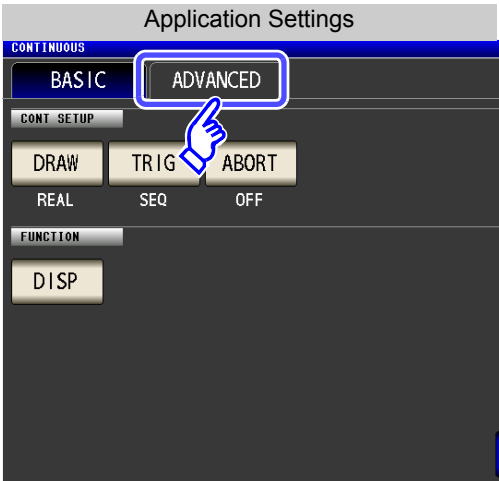 Application Settings
CONTINUOUS
BASIC ADVANCED
CONT SETUP
DRAW TRIG ABORT
REAL SEQ OFF
FUNCTION
DISP